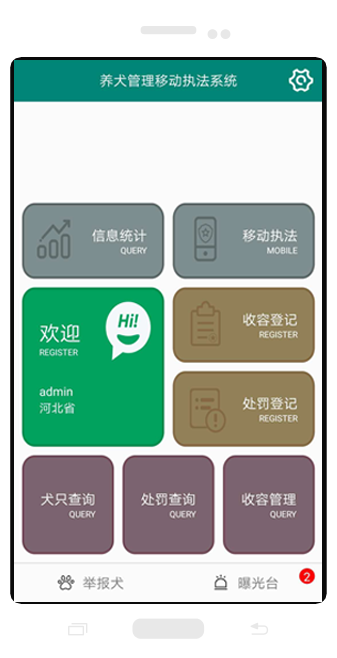 养犬管理移动执法系统
信息统计
QUERY
移动执法
MOBILE
欢迎
REGISTER
Hi!
admin
河北省
收容登记
REGISTER
处罚登记
REGISTER
犬只查询
QUERY
处罚查询
QUERY
收容管理
QUERY
举报犬
曝光台
2